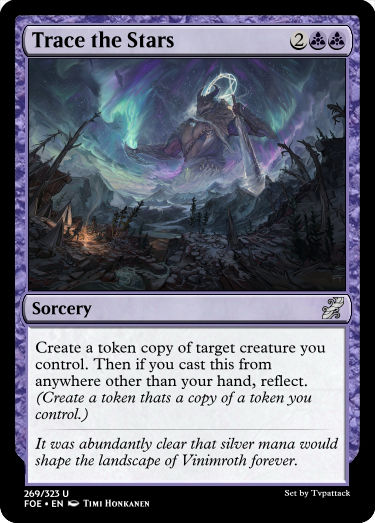 Trace the Stars 2
Sorcery
Create a token copy of target creature you
control. Then if you cast this from
anywhere other than your hand, reflect.
(Create a token thats a copy of a token you
control.)
It was abundantly clear that silver mana would
shape the landscape of Vinimroth forever.
269/323 U
Set by Tvpattack
FOE • EN TIMI HONKANEN